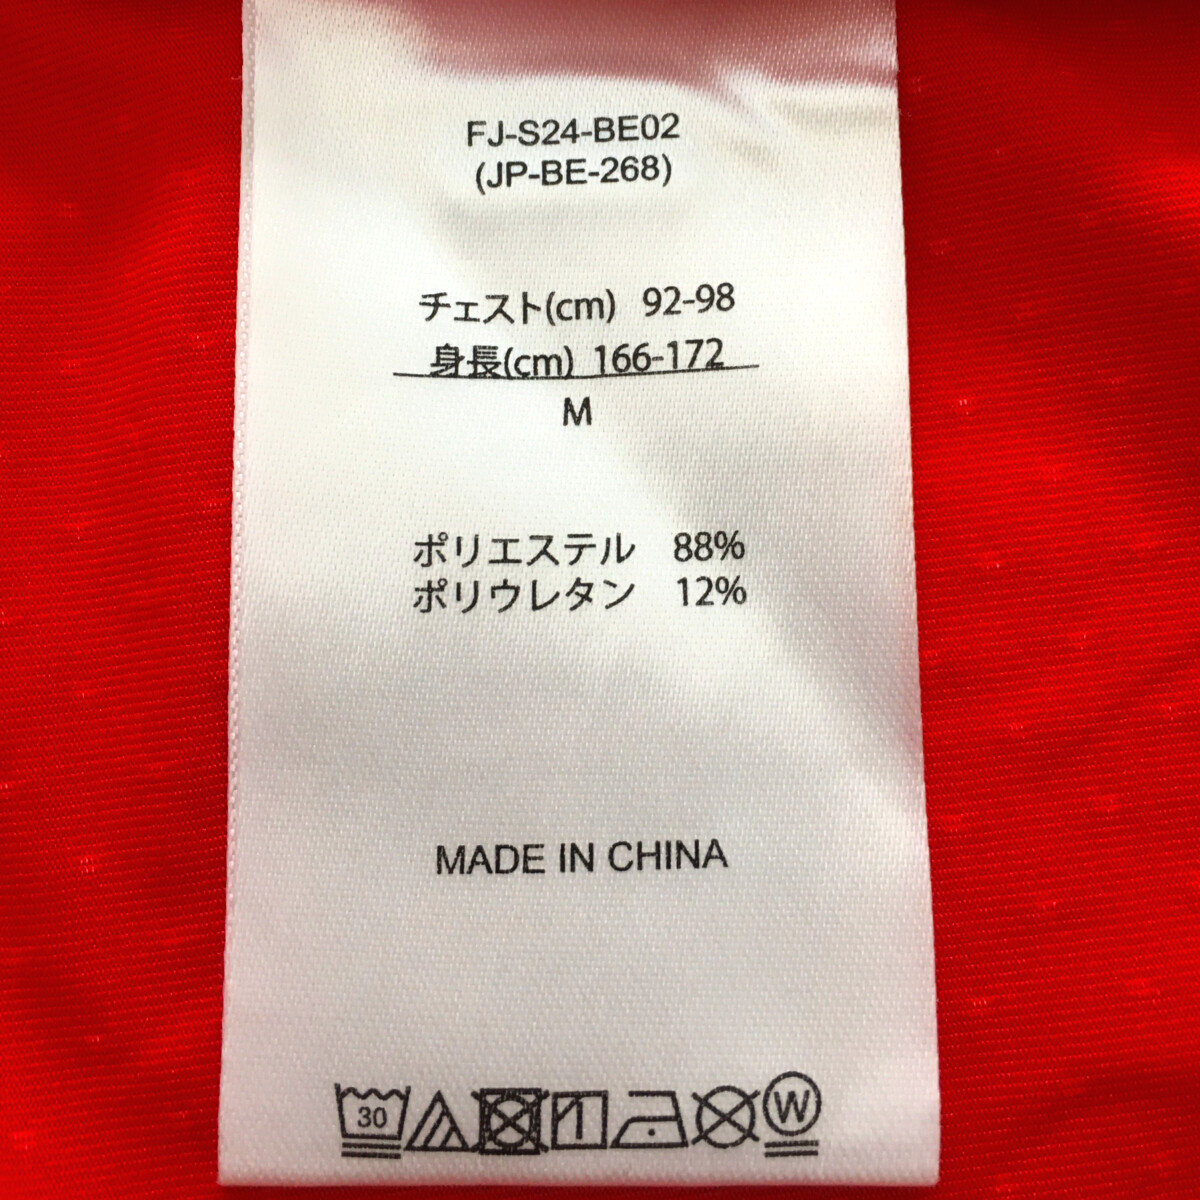 FJ-S24-BE02
(JP-BE-268)
チェスト(cm) 92-98
身長(cm) 166-172
M
ポリエステル 88%
ポリウレタン 12%
MADE IN CHINA
30 W